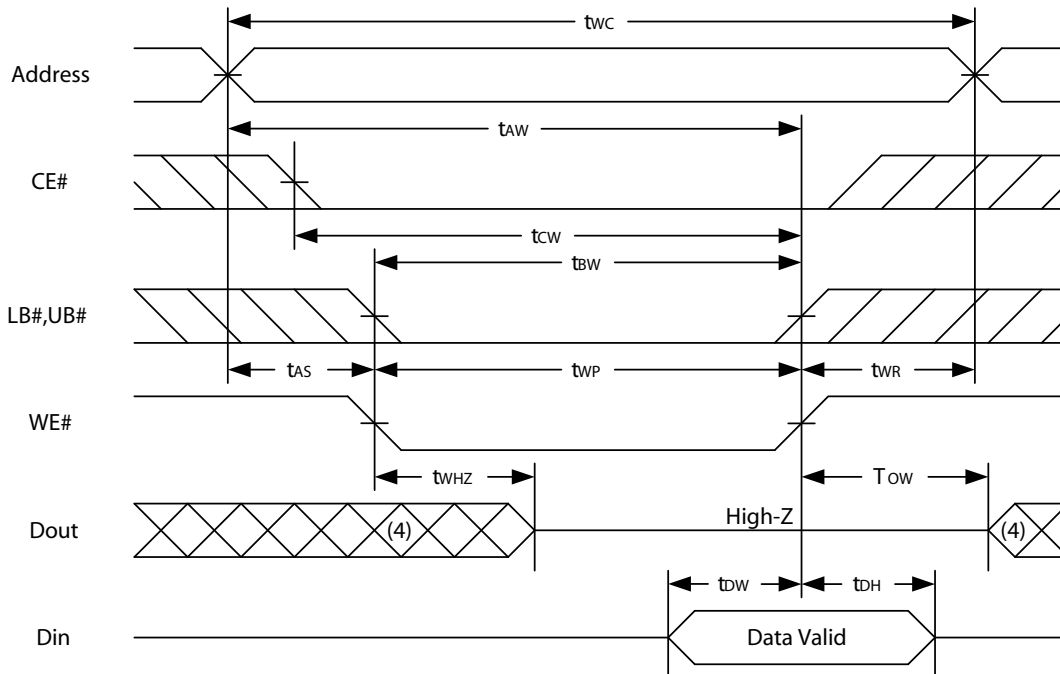 tWC
Address
tAW
CE#
tCW
tBW
LB#,UB#
tAS
tWP
tWR
WE#
tWHZ
TOW
Dout
(4)
High-Z
(4)
tDW
tDH
Din
Data Valid